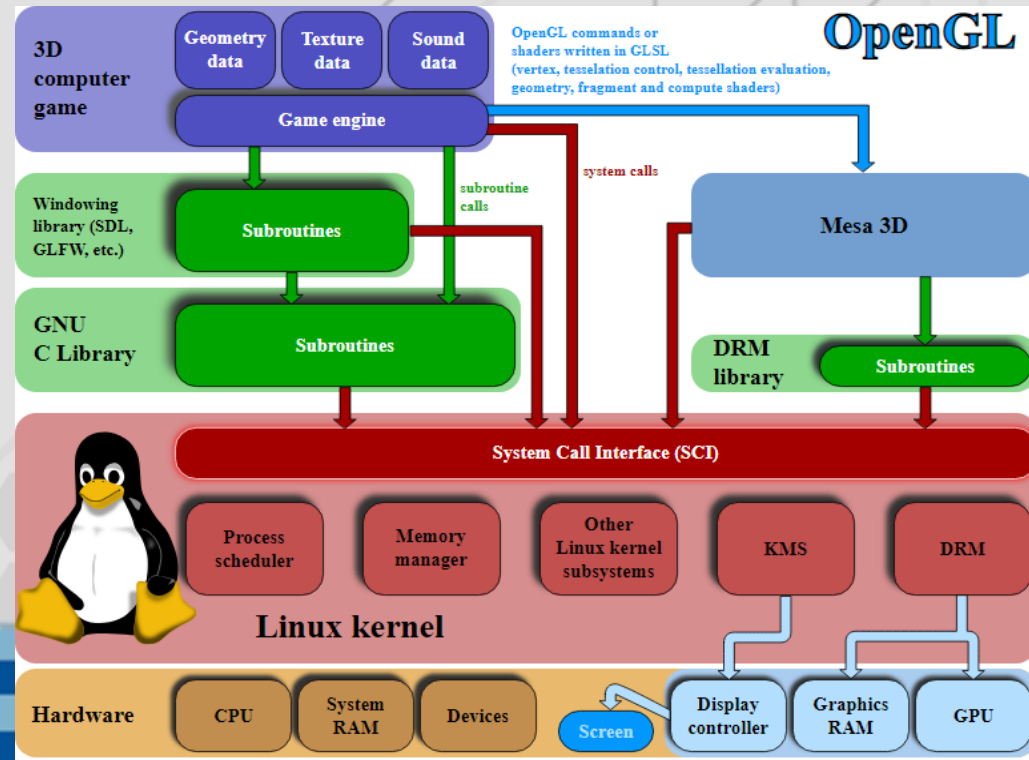 3D
computer
game
Geometry
data
Texture
data
Sound
data
Game engine
OpenGL commands or
shaders written in GLSL
(vertex, tesselation control, tessellation evaluation,
geometry, fragment and compute shaders)
OpenGL
Windowing
library (SDL,
GLFW, etc.)
Subroutines
subroutine
calls
system calls
Mesa 3D
GNU
C Library
Subroutines
DRM
library
Subroutines
System Call Interface (SCI)
Process
scheduler
Memory
manager
Other
Linux kernel
subsystems
KMS
DRM
Linux kernel
Hardware
CPU
System
RAM
Devices
Screen
Display
controller
Graphics
RAM
GPU